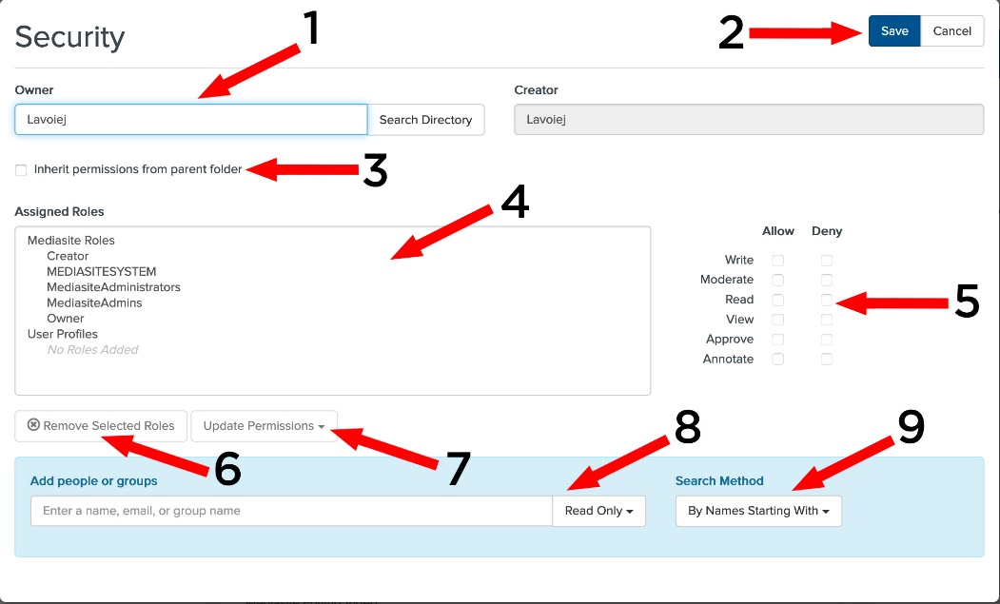 Security
1
2
Save
Cancel
Owner
Creator
Lavoiej
Search Directory
Lavoiej
Inherit permissions from parent folder
3
Assigned Roles
4
Mediasite Roles
Creator
MEDIASITESYSTEM
MediasiteAdministrators
MediasiteAdmins
Owner
User Profiles
No Roles Added
Allow Deny
Write
Moderate
Read
View
Approve
Annotate
5
Remove Selected Roles
Update Permissions
6
7
8
9
Add people or groups
Search Method
Enter a name, email, or group name
Read Only
By Names Starting With